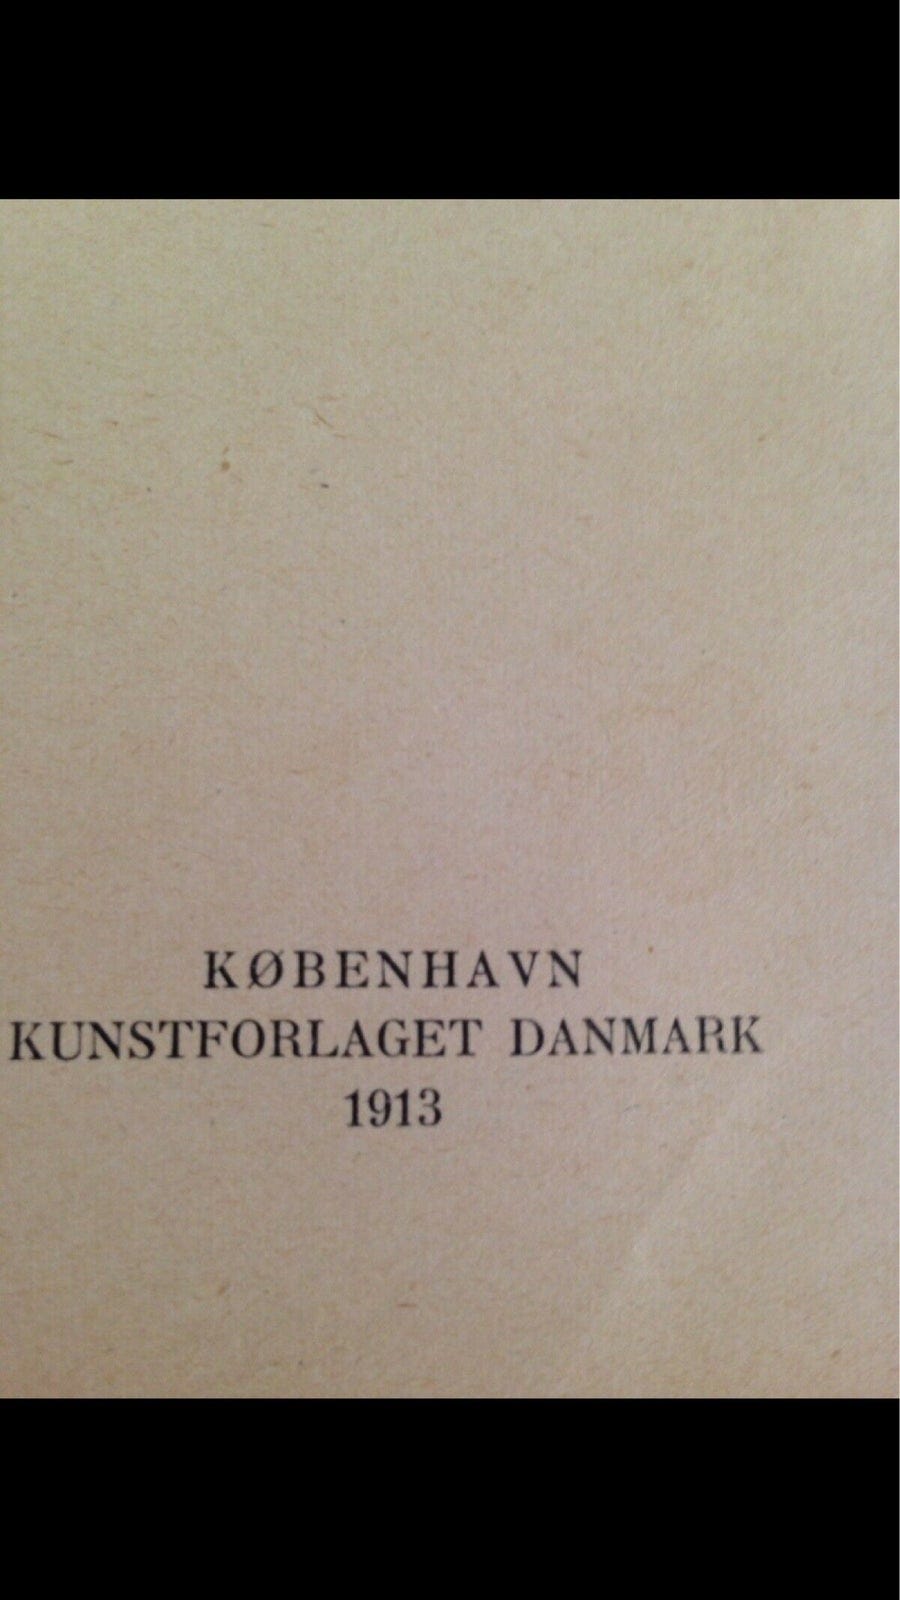 KØBENHAVN
KUNSTFORLAGET DANMARK
1913